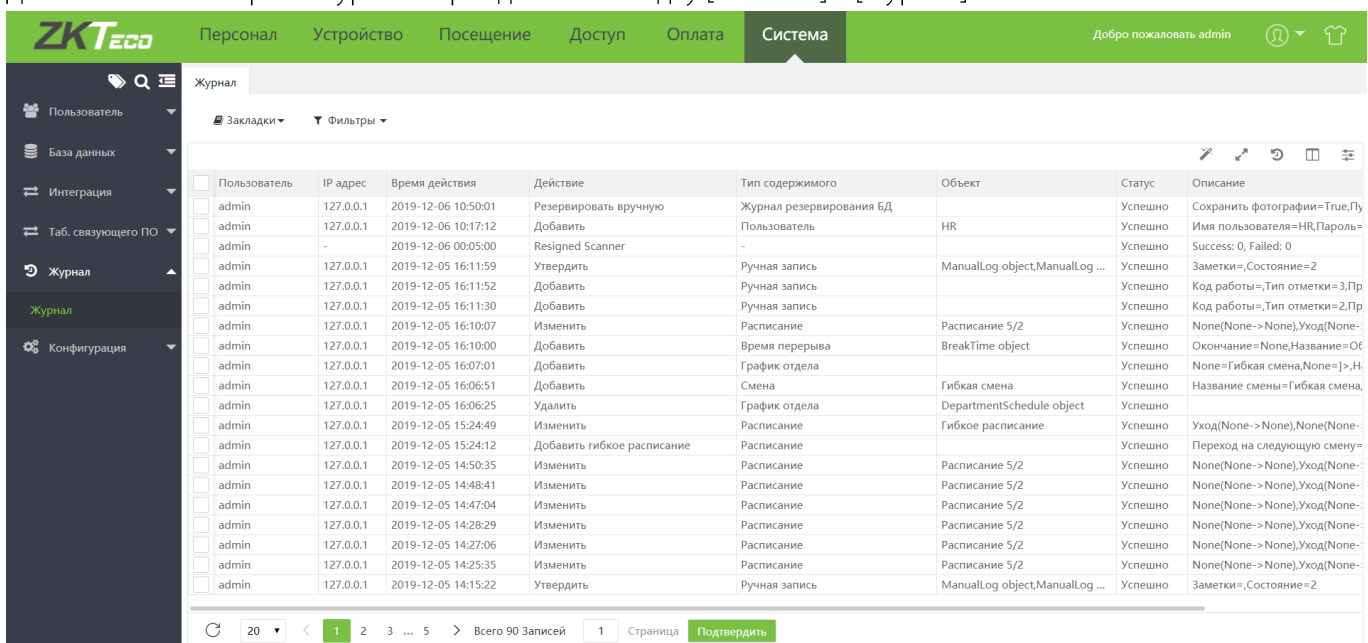 ZKTeco Персонал Устройство Посещение Доступ Оплата Система Добро пожаловать admin
Журнал
Пользователь
База данных
Интеграция
Таб. связующего ПО
Журнал
Журнал
Конфигурация
Закладки Фильтры
Пользователь IP адрес Время действия Действие Тип содержимого Объект Статус Описание
admin 127.0.0.1 2019-12-06 10:50:01 Резервировать вручную Журнал резервирования БД Успешно Сохранить фотографии=True,Пу
admin 127.0.0.1 2019-12-06 10:17:12 Добавить Пользователь HR Успешно Имя пользователя=HR,Пароль=
admin - 2019-12-06 00:05:00 Resigned Scanner - Успешно Success: 0, Failed: 0
admin 127.0.0.1 2019-12-05 16:11:59 Утвердить Ручная запись ManualLog object,ManualLog ... Успешно Заметки=,Состояние=2
admin 127.0.0.1 2019-12-05 16:11:52 Добавить Ручная запись Успешно Код работы=,Тип отметки=3,Пр
admin 127.0.0.1 2019-12-05 16:11:30 Добавить Ручная запись Успешно Код работы=,Тип отметки=2,Пр
admin 127.0.0.1 2019-12-05 16:10:07 Изменить Расписание Расписание 5/2 Успешно None(None->None),Уход(None-
admin 127.0.0.1 2019-12-05 16:10:00 Добавить Время перерыва BreakTime object Успешно Окончание=None,Название=Об
admin 127.0.0.1 2019-12-05 16:07:01 Добавить График отдела Успешно None=Гибкая смена,None=]>,На
admin 127.0.0.1 2019-12-05 16:06:51 Добавить Смена Гибкая смена Успешно Название смены=Гибкая смена,
admin 127.0.0.1 2019-12-05 16:06:25 Удалить График отдела DepartmentSchedule object Успешно
admin 127.0.0.1 2019-12-05 15:24:49 Изменить Расписание Гибкое расписание Успешно Уход(None->None),None(None-
admin 127.0.0.1 2019-12-05 15:24:12 Добавить гибкое расписание Расписание Успешно Переход на следующую смену=
admin 127.0.0.1 2019-12-05 14:50:35 Изменить Расписание Расписание 5/2 Успешно None(None->None),Уход(None-
admin 127.0.0.1 2019-12-05 14:48:41 Изменить Расписание Расписание 5/2 Успешно None(None->None),Уход(None-
admin 127.0.0.1 2019-12-05 14:47:04 Изменить Расписание Расписание 5/2 Успешно None(None->None),Уход(None-
admin 127.0.0.1 2019-12-05 14:28:29 Изменить Расписание Расписание 5/2 Успешно None(None->None),Уход(None-
admin 127.0.0.1 2019-12-05 14:27:06 Изменить Расписание Расписание 5/2 Успешно None(None->None),Уход(None-
admin 127.0.0.1 2019-12-05 14:25:35 Изменить Расписание Расписание 5/2 Успешно None(None->None),Уход(None-
admin 127.0.0.1 2019-12-05 14:15:22 Утвердить Ручная запись ManualLog object,ManualLog ... Успешно Заметки=,Состояние=2
20 < 1 2 3 ... 5 > Всего 90 Записей 1 Страница Подтвердить